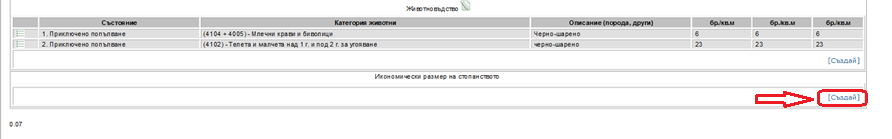 Животновъдство
Състояние Категория животни Описание (порода, други) бр./кв.м бр./кв.м бр./кв.м
1. Приключено попълване (4104 + 4005) - Млечни крави и биволици Черно-шарено 6 6 6
2. Приключено попълване (4102) - Телета и малчета над 1 г. и под 2 г. за угояване черно-шарено 23 23 23
[Създай]
Икономически размер на стопанството
[Създай]
0.07